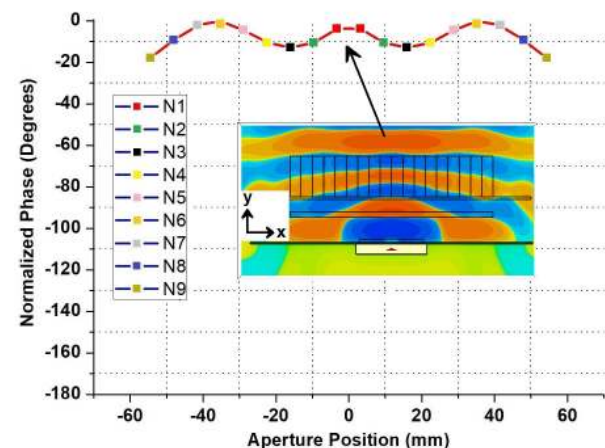 Normalized Phase (Degrees)
0
-20
-40
-60
-80
-100
-120
-140
-160
-180
N1
N2
N3
N4
N5
N6
N7
N8
N9
y
x
-60 -40 -20 0 20 40 60
Aperture Position (mm)